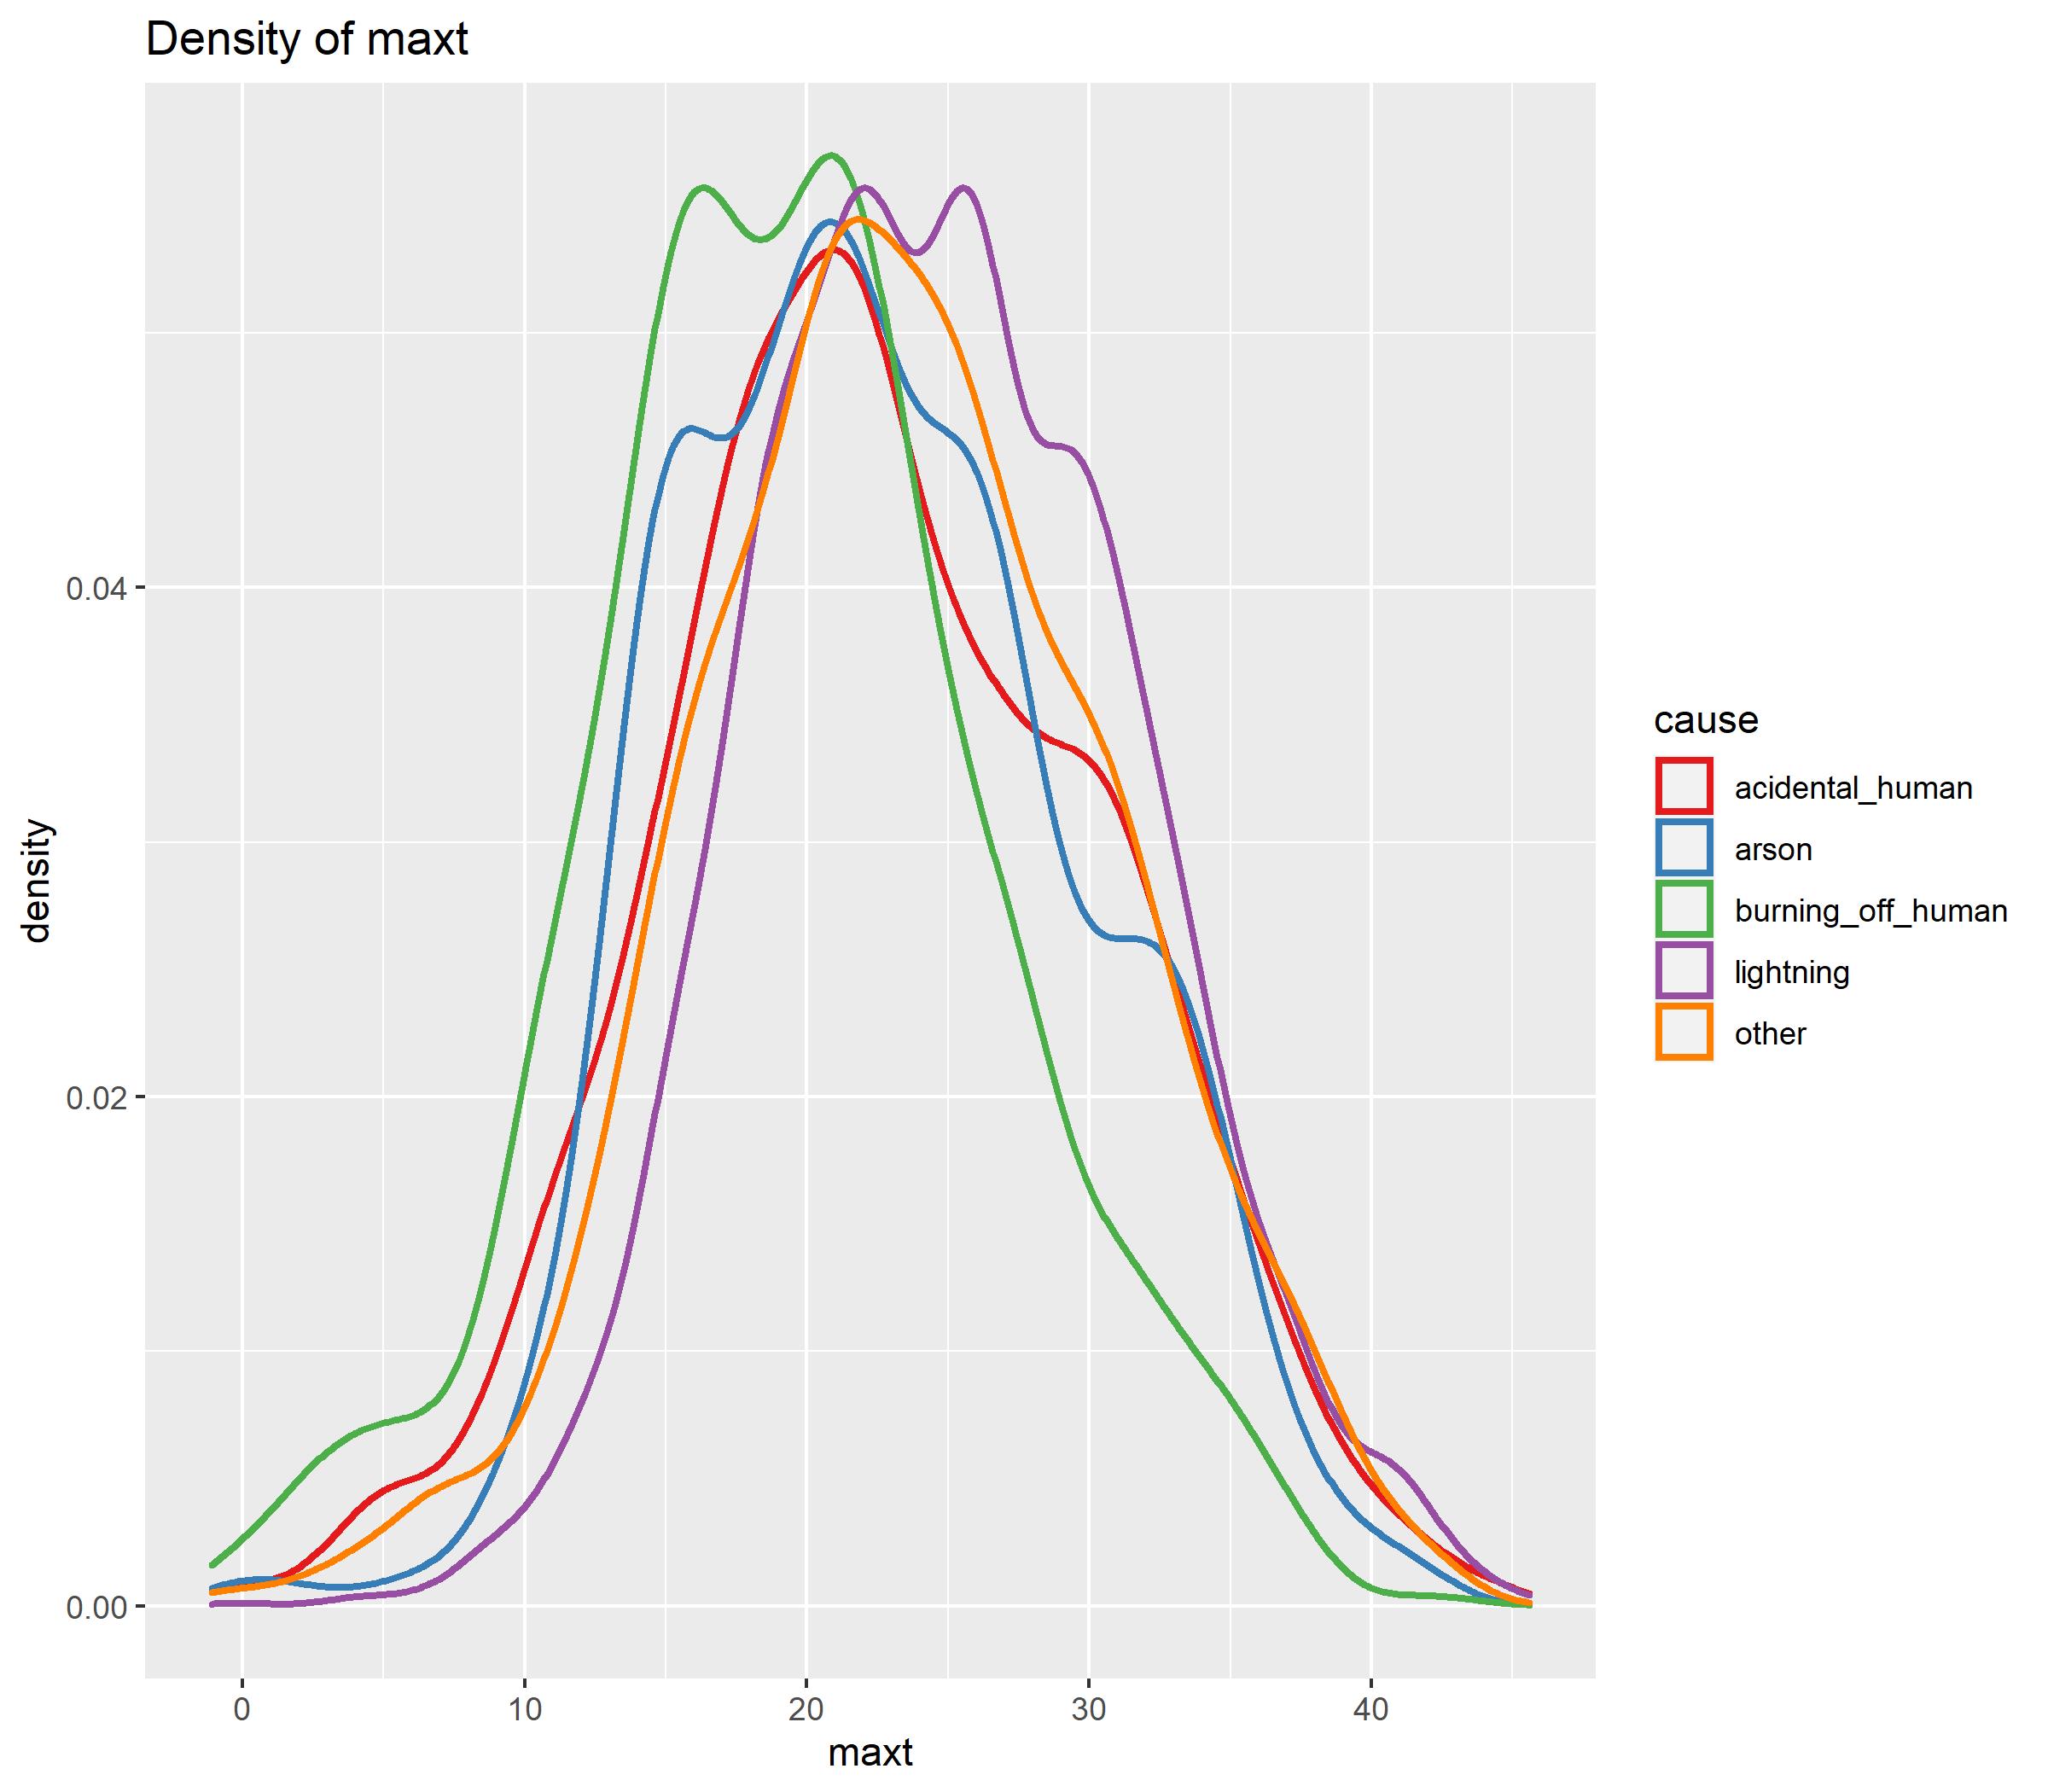 Density of maxt
density
0.04
0.02
0.00
0
10
20
30
40
maxt
cause
acidental_human
arson
burning_off_human
lightning
other